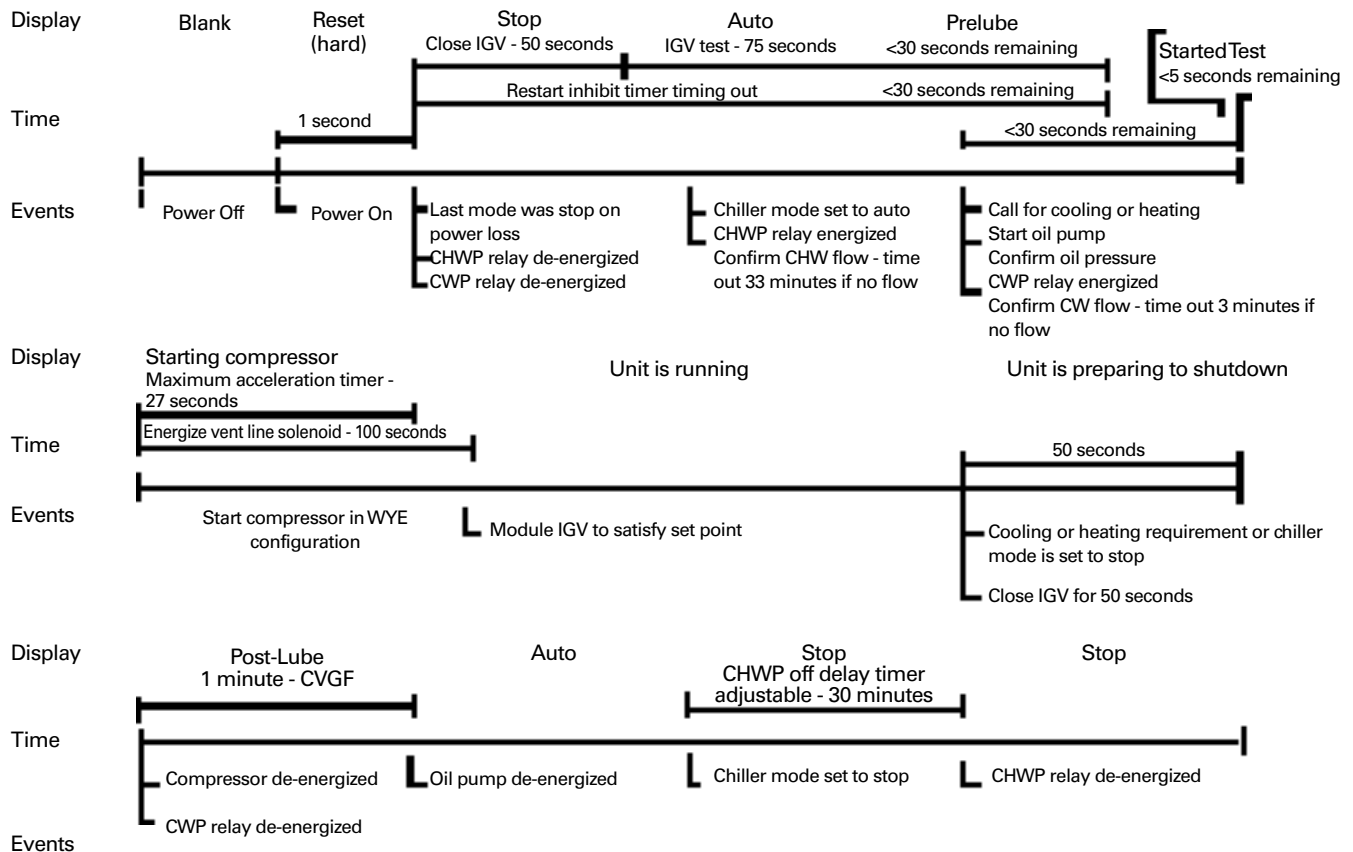 Display
Blank
Reset
(hard)
Stop
Close IGV - 50 seconds
Auto
IGV test - 75 seconds
Prelube
<30 seconds remaining
Started Test
<5 seconds remaining
Restart inhibit timer timing out
<30 seconds remaining
Time
1 second
<30 seconds remaining
Events
Power Off
Power On
Last mode was stop on
power loss
CHWP relay de-energized
CWP relay de-energized
Chiller mode set to auto
CHWP relay energized
Confirm CHW flow - time
out 33 minutes if no flow
Call for cooling or heating
Start oil pump
Confirm oil pressure
CWP relay energized
Confirm CW flow - time out 3 minutes if
no flow
Display
Starting compressor
Maximum acceleration timer -
27 seconds
Unit is running
Unit is preparing to shutdown
Time
Energize vent line solenoid - 100 seconds
50 seconds
Events
Start compressor in WYE
configuration
Module IGV to satisfy set point
Cooling or heating requirement or chiller
mode is set to stop
Close IGV for 50 seconds
Display
Post-Lube
1 minute - CVGF
Auto
Stop
CHWP off delay timer
adjustable - 30 minutes
Stop
Time
Compressor de-energized
CWP relay de-energized
Oil pump de-energized
Chiller mode set to stop
CHWP relay de-energized
Events